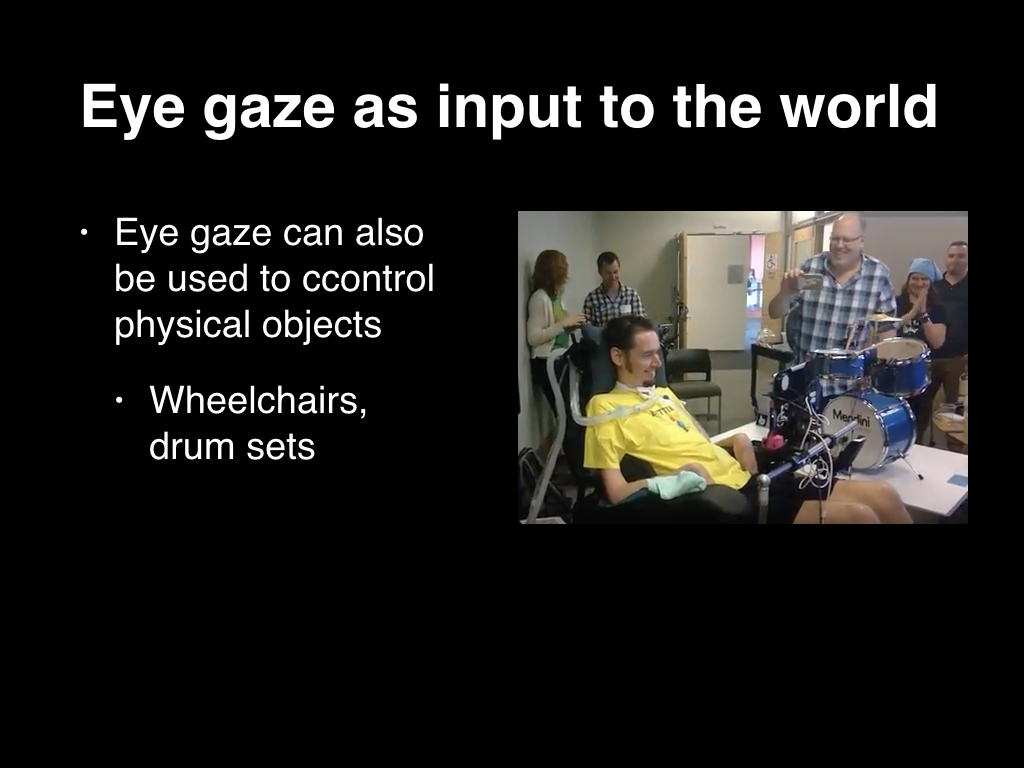 Eye gaze as input to the world
• Eye gaze can also
be used to ccontrol
physical objects
• Wheelchairs,
drum sets
Mendini